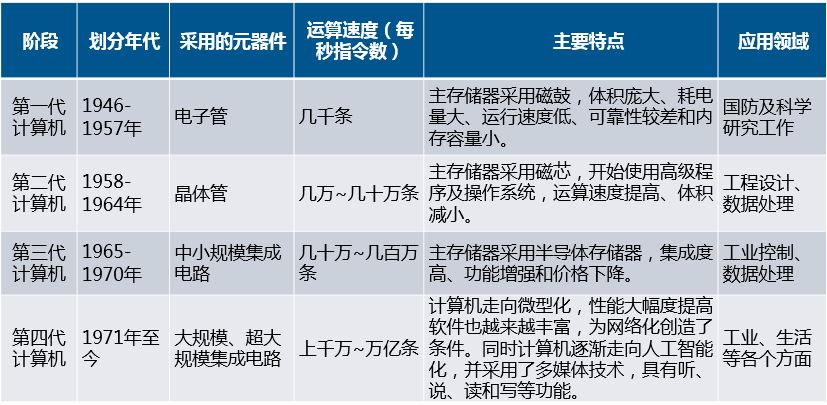 阶段
划分年代
采用的元器件
运算速度（每
秒指令数）
主要特点
应用领域
第一代
计算机
1946-
1957年
电子管
几千条
主存储器采用磁鼓，体积庞大、耗电
量大、运行速度低、可靠性较差和内
存容量小。
国防及科学
研究工作
第二代
计算机
1958-
1964年
晶体管
几万~几十万条
主存储器采用磁芯，开始使用高级程
序及操作系统，运算速度提高、体积
减小。
工程设计、
数据处理
第三代
计算机
1965-
1970年
中小规模集成
电路
几十万~几百万
条
主存储器采用半导体存储器，集成度
高、功能增强和价格下降。
工业控制、
数据处理
第四代
计算机
1971年至
今
大规模、超大
规模集成电路
上千万~万亿条
计算机走向微型化，性能大幅度提高
软件也越来越丰富，为网络化创造了
条件。同时计算机逐渐走向人工智能
化，并采用了多媒体技术，具有听、
说、读和写等功能。
工业、生活
等各个方面